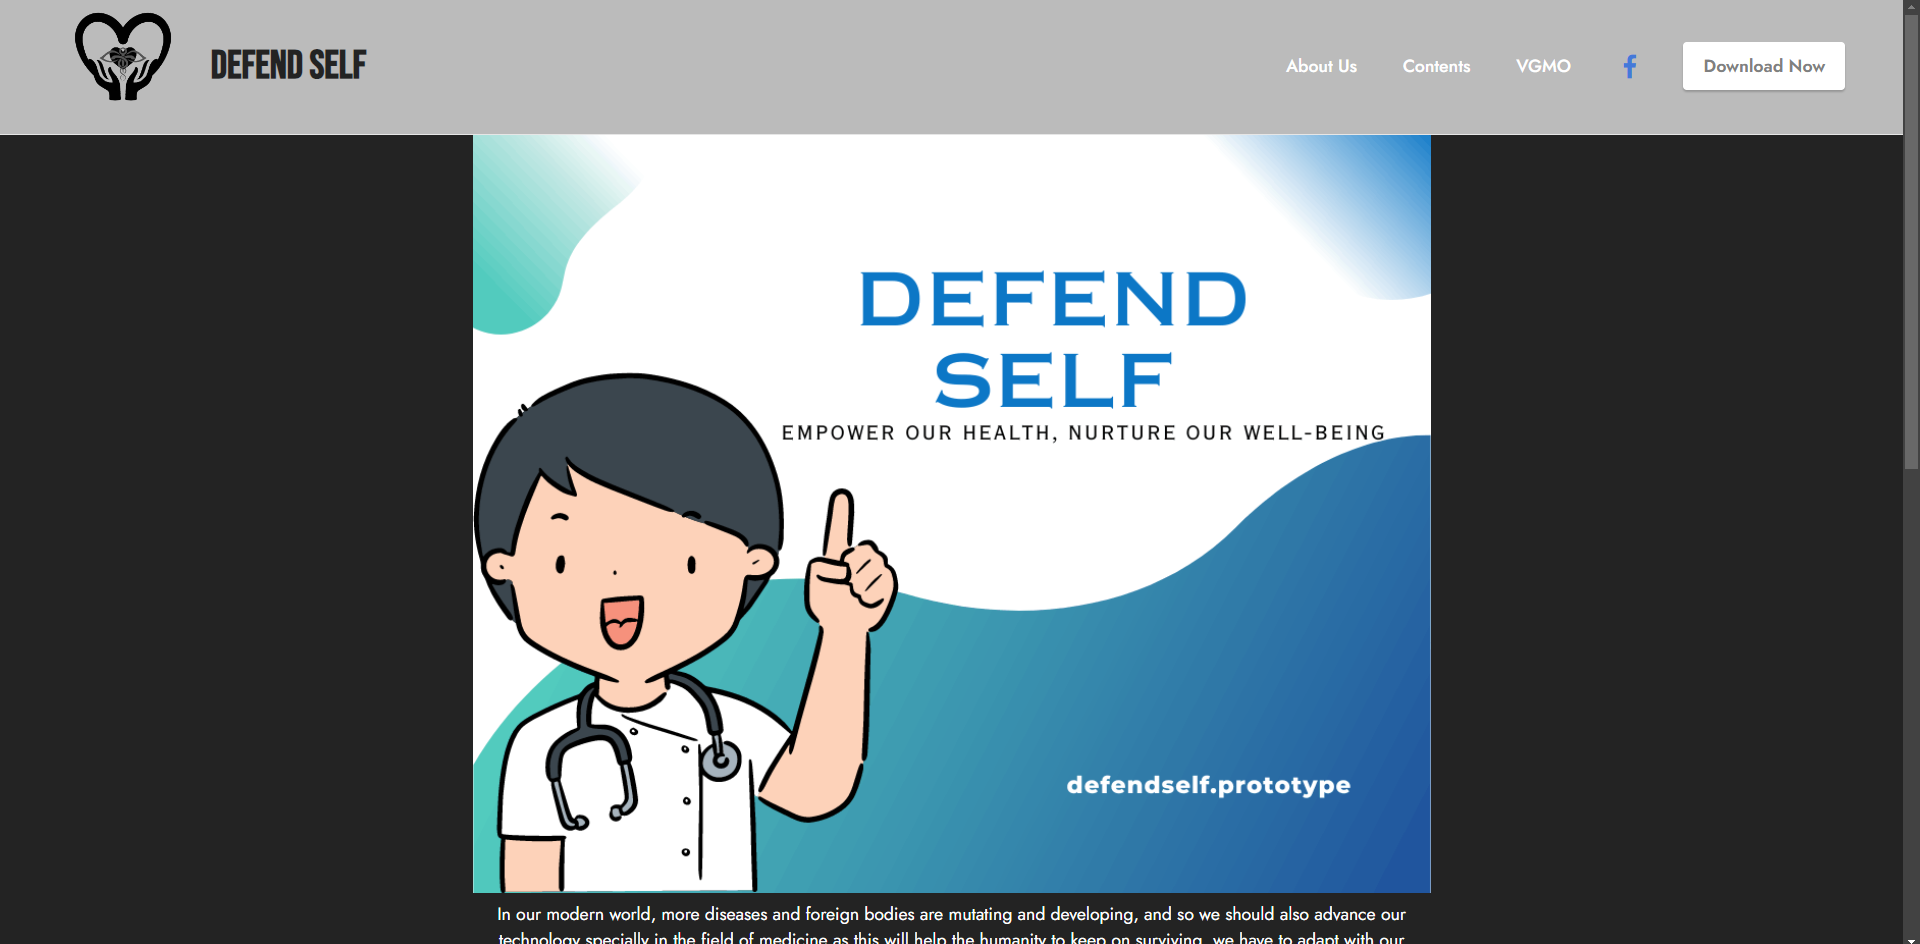 DEFEND SELF
About Us
Contents
VGMO
Download Now
DEFEND
SELF
EMPOWER OUR HEALTH, NURTURE OUR WELL-BEING
defendself.prototype
In our modern world, more diseases and foreign bodies are mutating and developing, and so we should also advance our
technology specially in the field of medicine as this will help the humanity to keep on surviving, we have to adapt with our